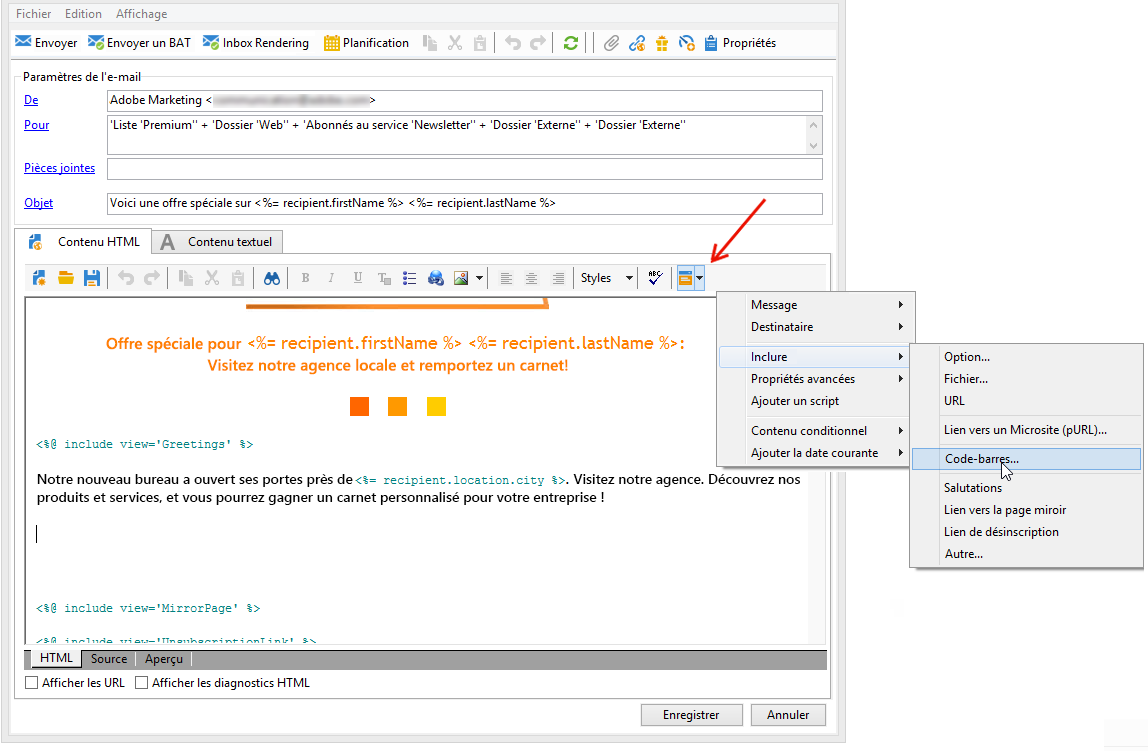 Fichier Edition Affichage
Envoyer Envoyer un BAT Inbox Rendering Planification Propriétés
Paramètres de l'e-mail
De Adobe Marketing < >
Pour 'Liste 'Premium'' + 'Dossier 'Web'' + 'Abonnés au service 'Newsletter'' + 'Dossier 'Externe'' + 'Dossier 'Externe''
Pièces jointes
Objet Voici une offre spéciale sur <%= recipient.firstName %> <%= recipient.lastName %>
Contenu HTML A Contenu textuel
B I U T Styles ABC
Offre spéciale pour <%= recipient.firstName %> <%= recipient.lastName %>:
Visitez notre agence locale et remportez un carnet!
<%@ include view='Greetings' %>
Notre nouveau bureau a ouvert ses portes près de <%= recipient.location.city %>. Visitez notre agence. Découvrez nos
produits et services, et vous pourrez gagner un carnet personnalisé pour votre entreprise !
<%@ include view='MirrorPage' %>
<%@ include view='UnsubscriptionLink' %>
HTML Source Aperçu
Afficher les URL Afficher les diagnostics HTML
Enregistrer Annuler
Message
Destinataire
Inclure
Propriétés avancées
Ajouter un script
Contenu conditionnel
Ajouter la date courante
Option...
Fichier...
URL
Lien vers un Microsite (pURL)...
Code-barres...
Salutations
Lien vers la page miroir
Lien de désinscription
Autre...